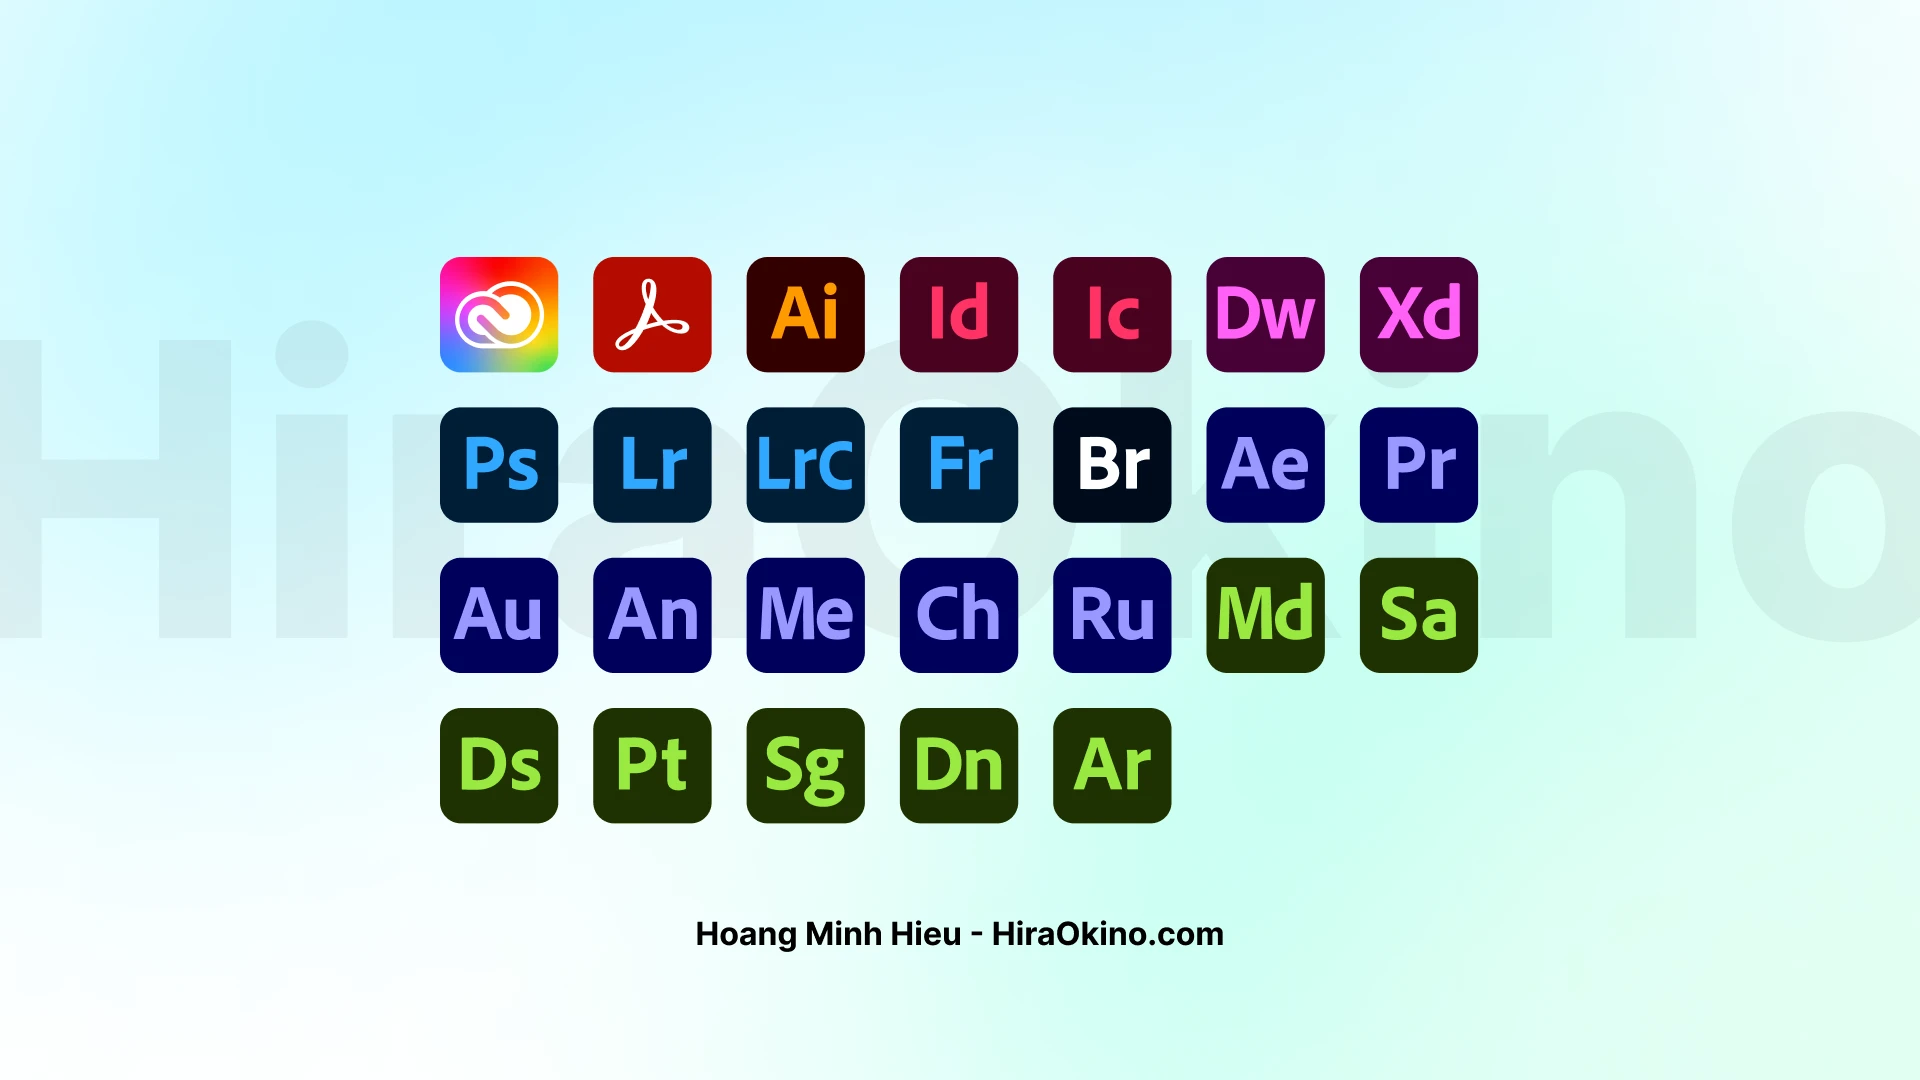 HiraOkino
Ai Id Ic Dw Xd
Ps Lr LrC Fr Br Ae Pr
Au An Me Ch Ru Md Sa
Ds Pt Sg Dn Ar
Hoang Minh Hieu - HiraOkino.com